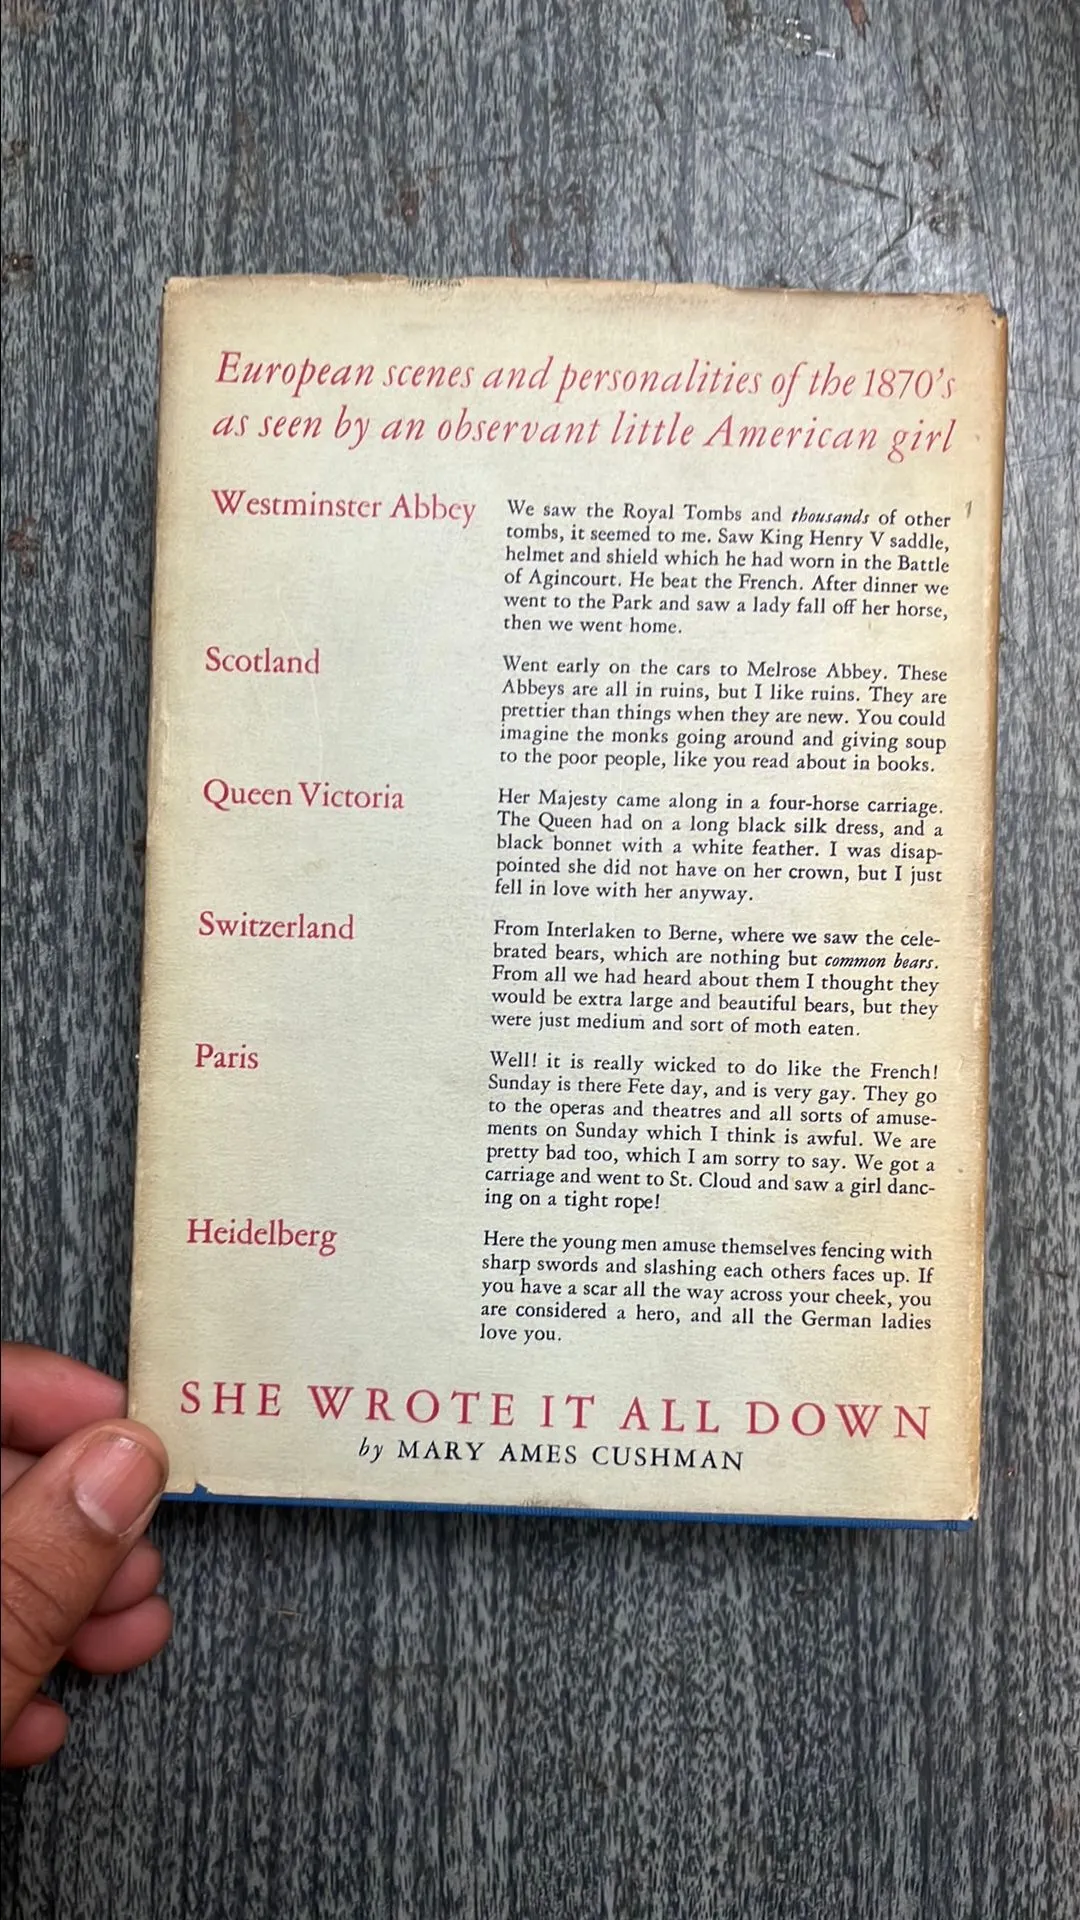 European scenes and personalities of the 1870's
as seen by an observant little American girl
Westminster Abbey
We saw the Royal Tombs and thousands of other
tombs, it seemed to me. Saw King Henry V saddle,
helmet and shield which he had worn in the Battle
of Agincourt. He beat the French. After dinner we
went to the Park and saw a lady fall off her horse,
then we went home.
Scotland
Went early on the cars to Melrose Abbey. These
Abbeys are all in ruins, but I like ruins. They are
prettier than things when they are new. You could
imagine the monks going around and giving soup
to the poor people, like you read about in books.
Queen Victoria
Her Majesty came along in a four-horse carriage.
The Queen had on a long black silk dress, and a
black bonnet with a white feather. I was disap-
pointed she did not have on her crown, but I just
fell in love with her anyway.
Switzerland
From Interlaken to Berne, where we saw the cele-
brated bears, which are nothing but common bears.
From all we had heard about them I thought they
would be extra large and beautiful bears, but they
were just medium and sort of moth eaten.
Paris
Well! it is really wicked to do like the French!
Sunday is there Fete day, and is very gay. They go
to the operas and theatres and all sorts of amuse-
ments on Sunday which I think is awful. We are
pretty bad too, which I am sorry to say. We got a
carriage and went to St. Cloud and saw a girl danc-
ing on a tight rope!
Heidelberg
Here the young men amuse themselves fencing with
sharp swords and slashing each others faces up. If
you have a scar all the way across your cheek, you
are considered a hero, and all the German ladies
love you.
SHE WROTE IT ALL DOWN
by MARY AMES CUSHMAN